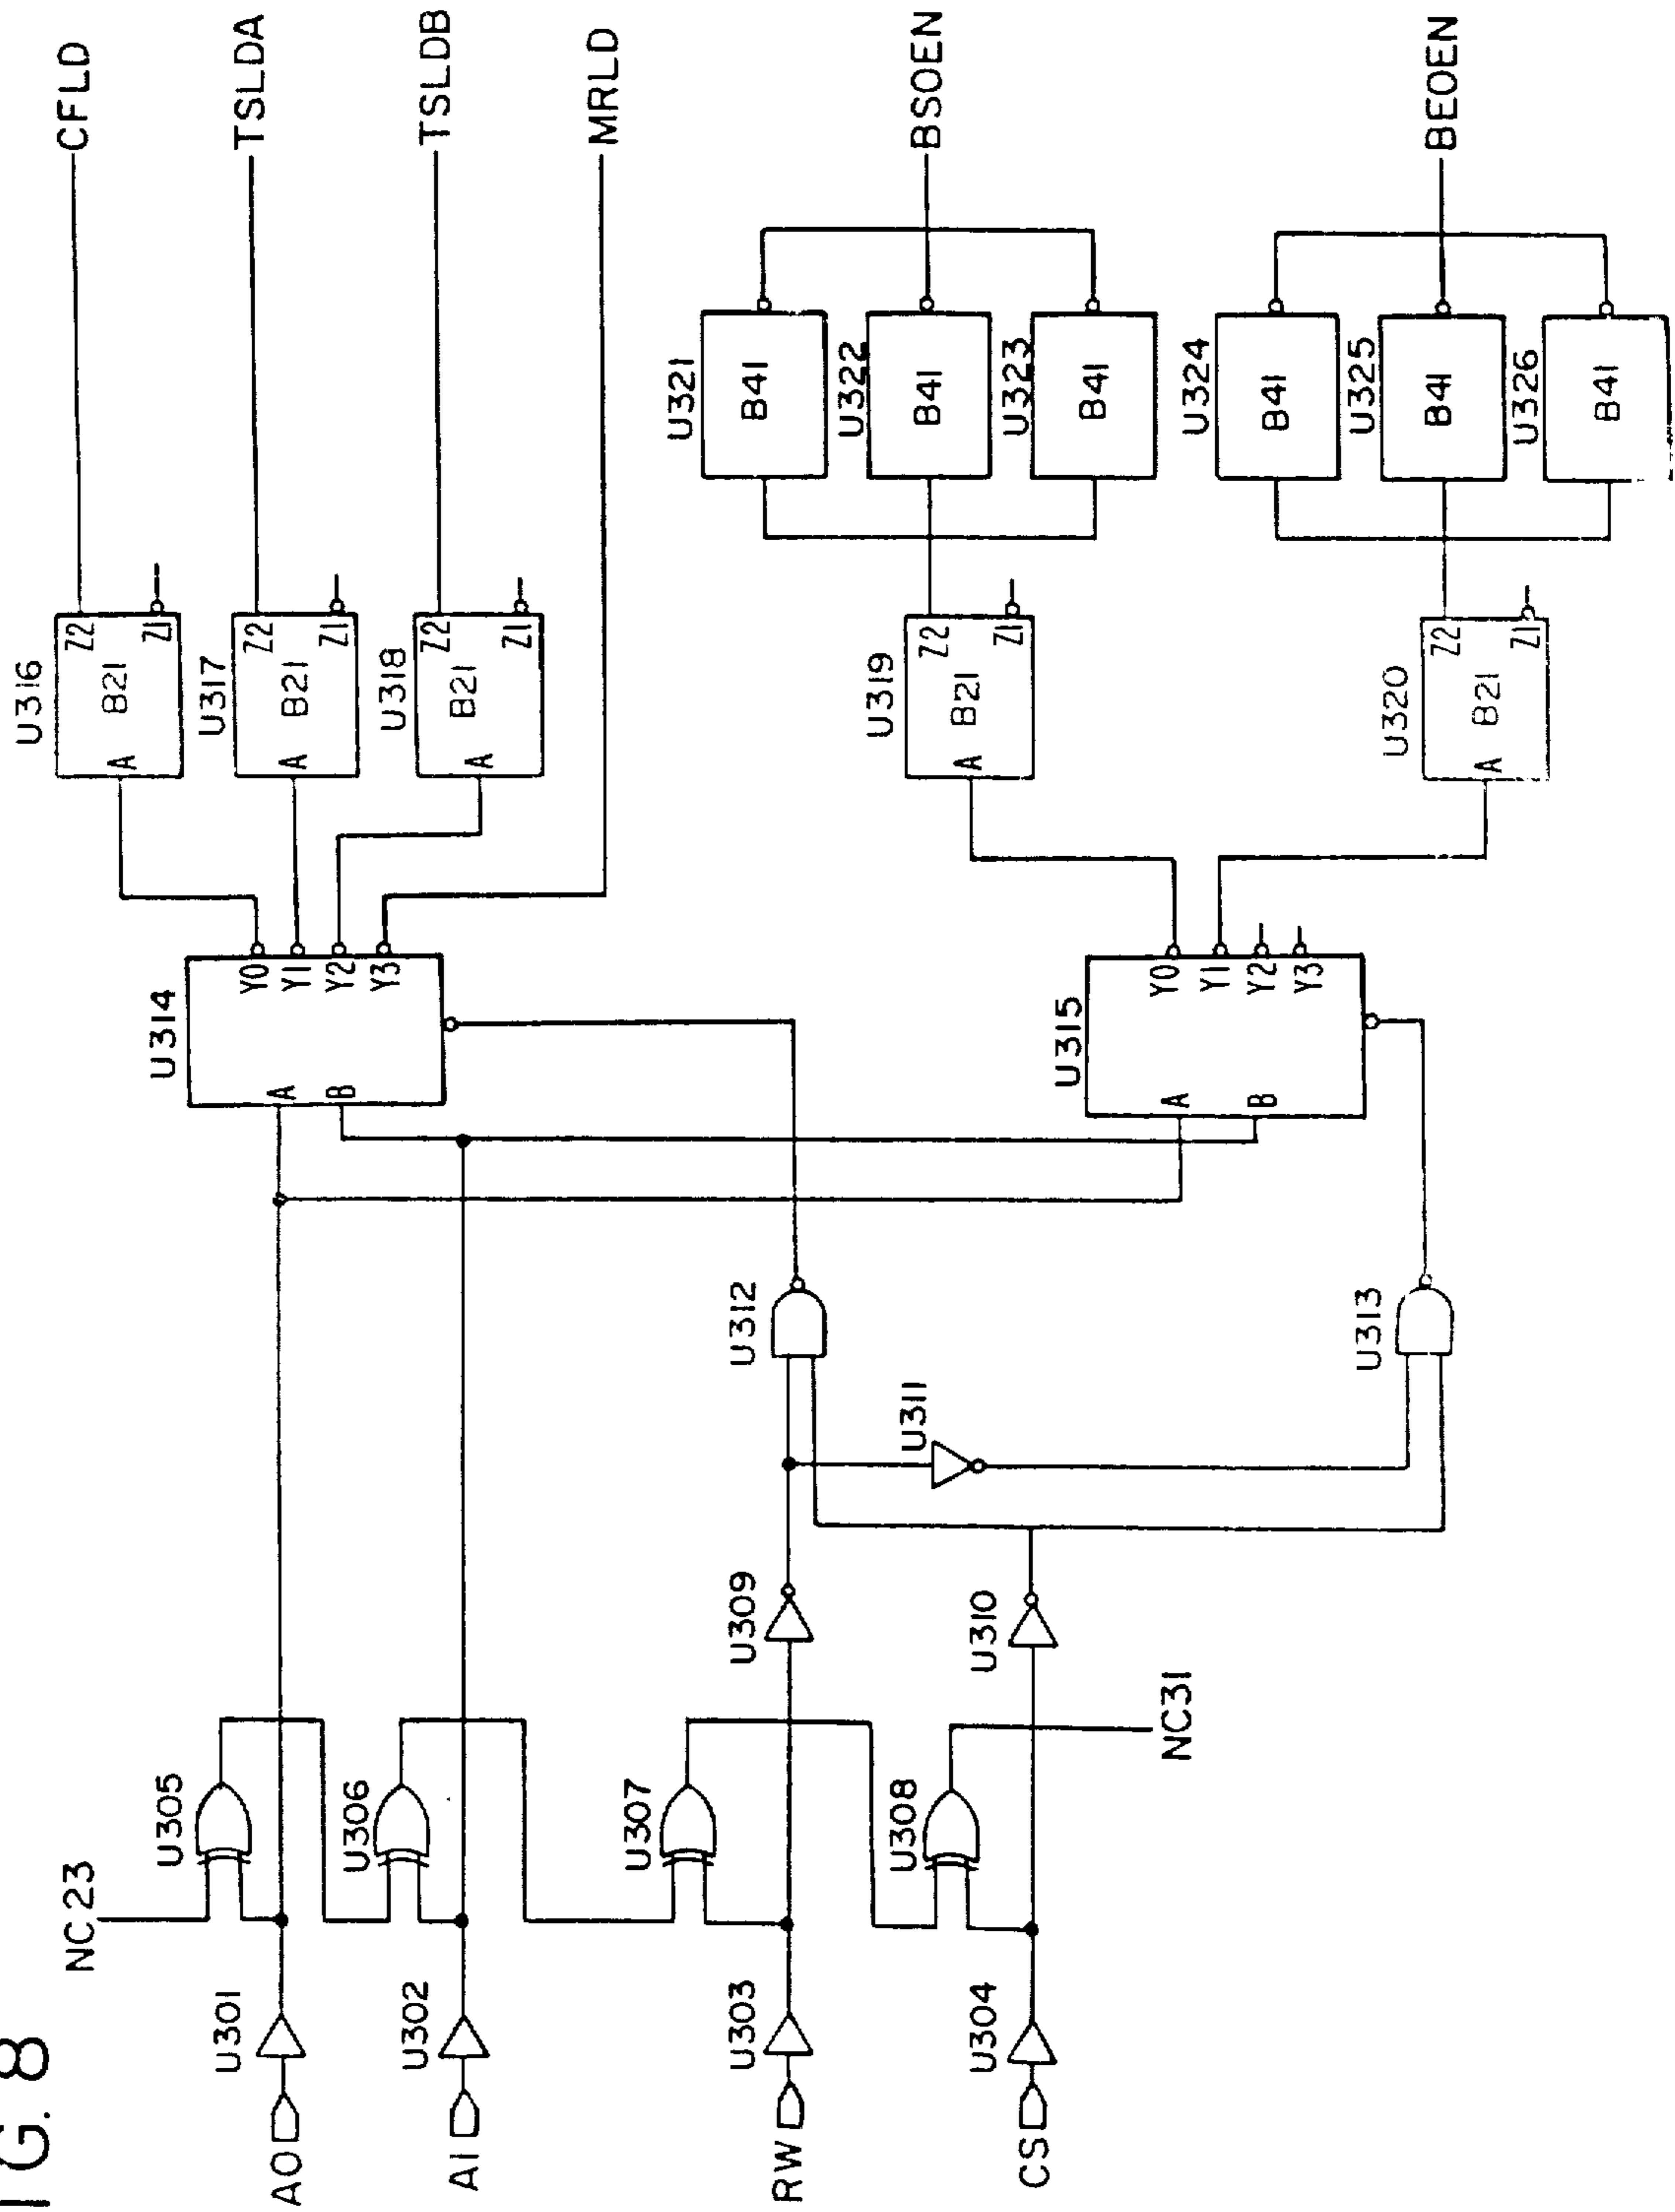 IG. 8
NC23
U316
CFLD
A
B21
Z2
Z1
U301
U305
U314
U317
TSLDA
A0
A
B
Y0
Y1
Y2
Y3
A
B21
Z2
Z1
U302
U306
U318
TSLDB
A1
A
B21
Z2
Z1
MRLD
U303
U307
U309
U312
U321
B41
RW
U311
U319
U322
B41
BSOEN
A
B21
Z2
Z1
U304
U308
U310
U323
B41
CS
NC31
U315
A
B
Y0
Y1
Y2
Y3
U324
B41
U313
U320
U325
B41
BEOEN
A
B21
Z2
Z1
U326
B41